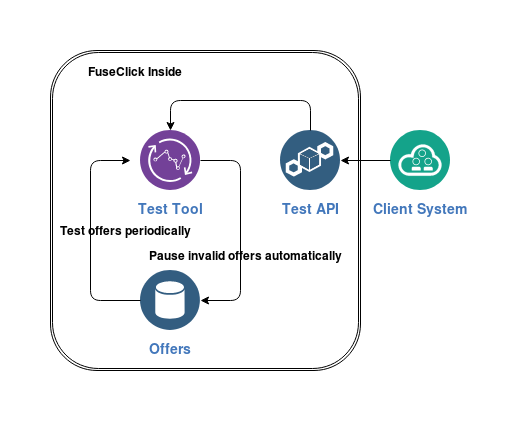 FuseClick Inside
Test Tool
Test API
Client System
Test offers periodically
Pause invalid offers automatically
Offers